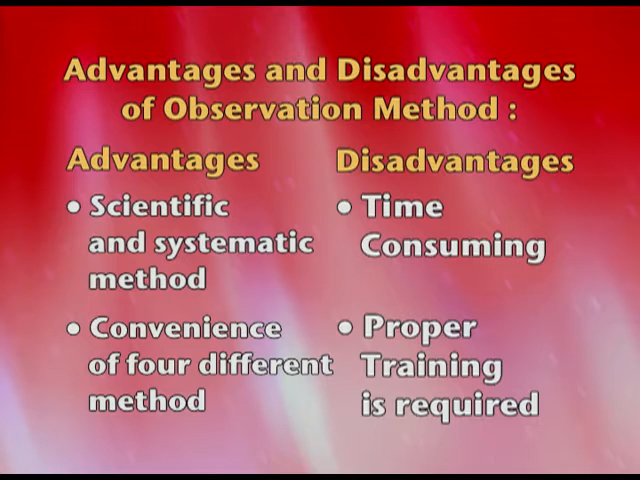 Advantages and Disadvantages
of Observation Method :
Advantages
• Scientific
and systematic
method
• Convenience
of four different
method
Disadvantages
• Time
Consuming
• Proper
Training
is required